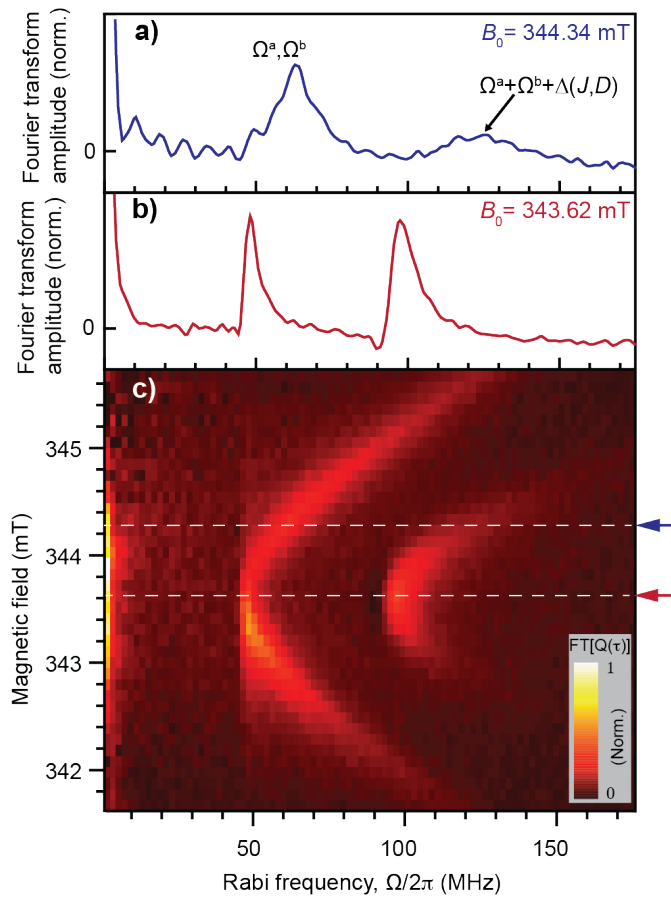 a)
B₀= 344.34 mT
Ωᵃ,Ωᵇ
Ωᵃ+Ωᵇ+Δ(J,D)
Fourier transform
amplitude (norm.)
0
b)
B₀= 343.62 mT
Fourier transform
amplitude (norm.)
0
c)
345
344
343
342
Magnetic field (mT)
FT[Q(τ)]
1
(Norm.)
0
50
100
150
Rabi frequency, Ω/2π (MHz)